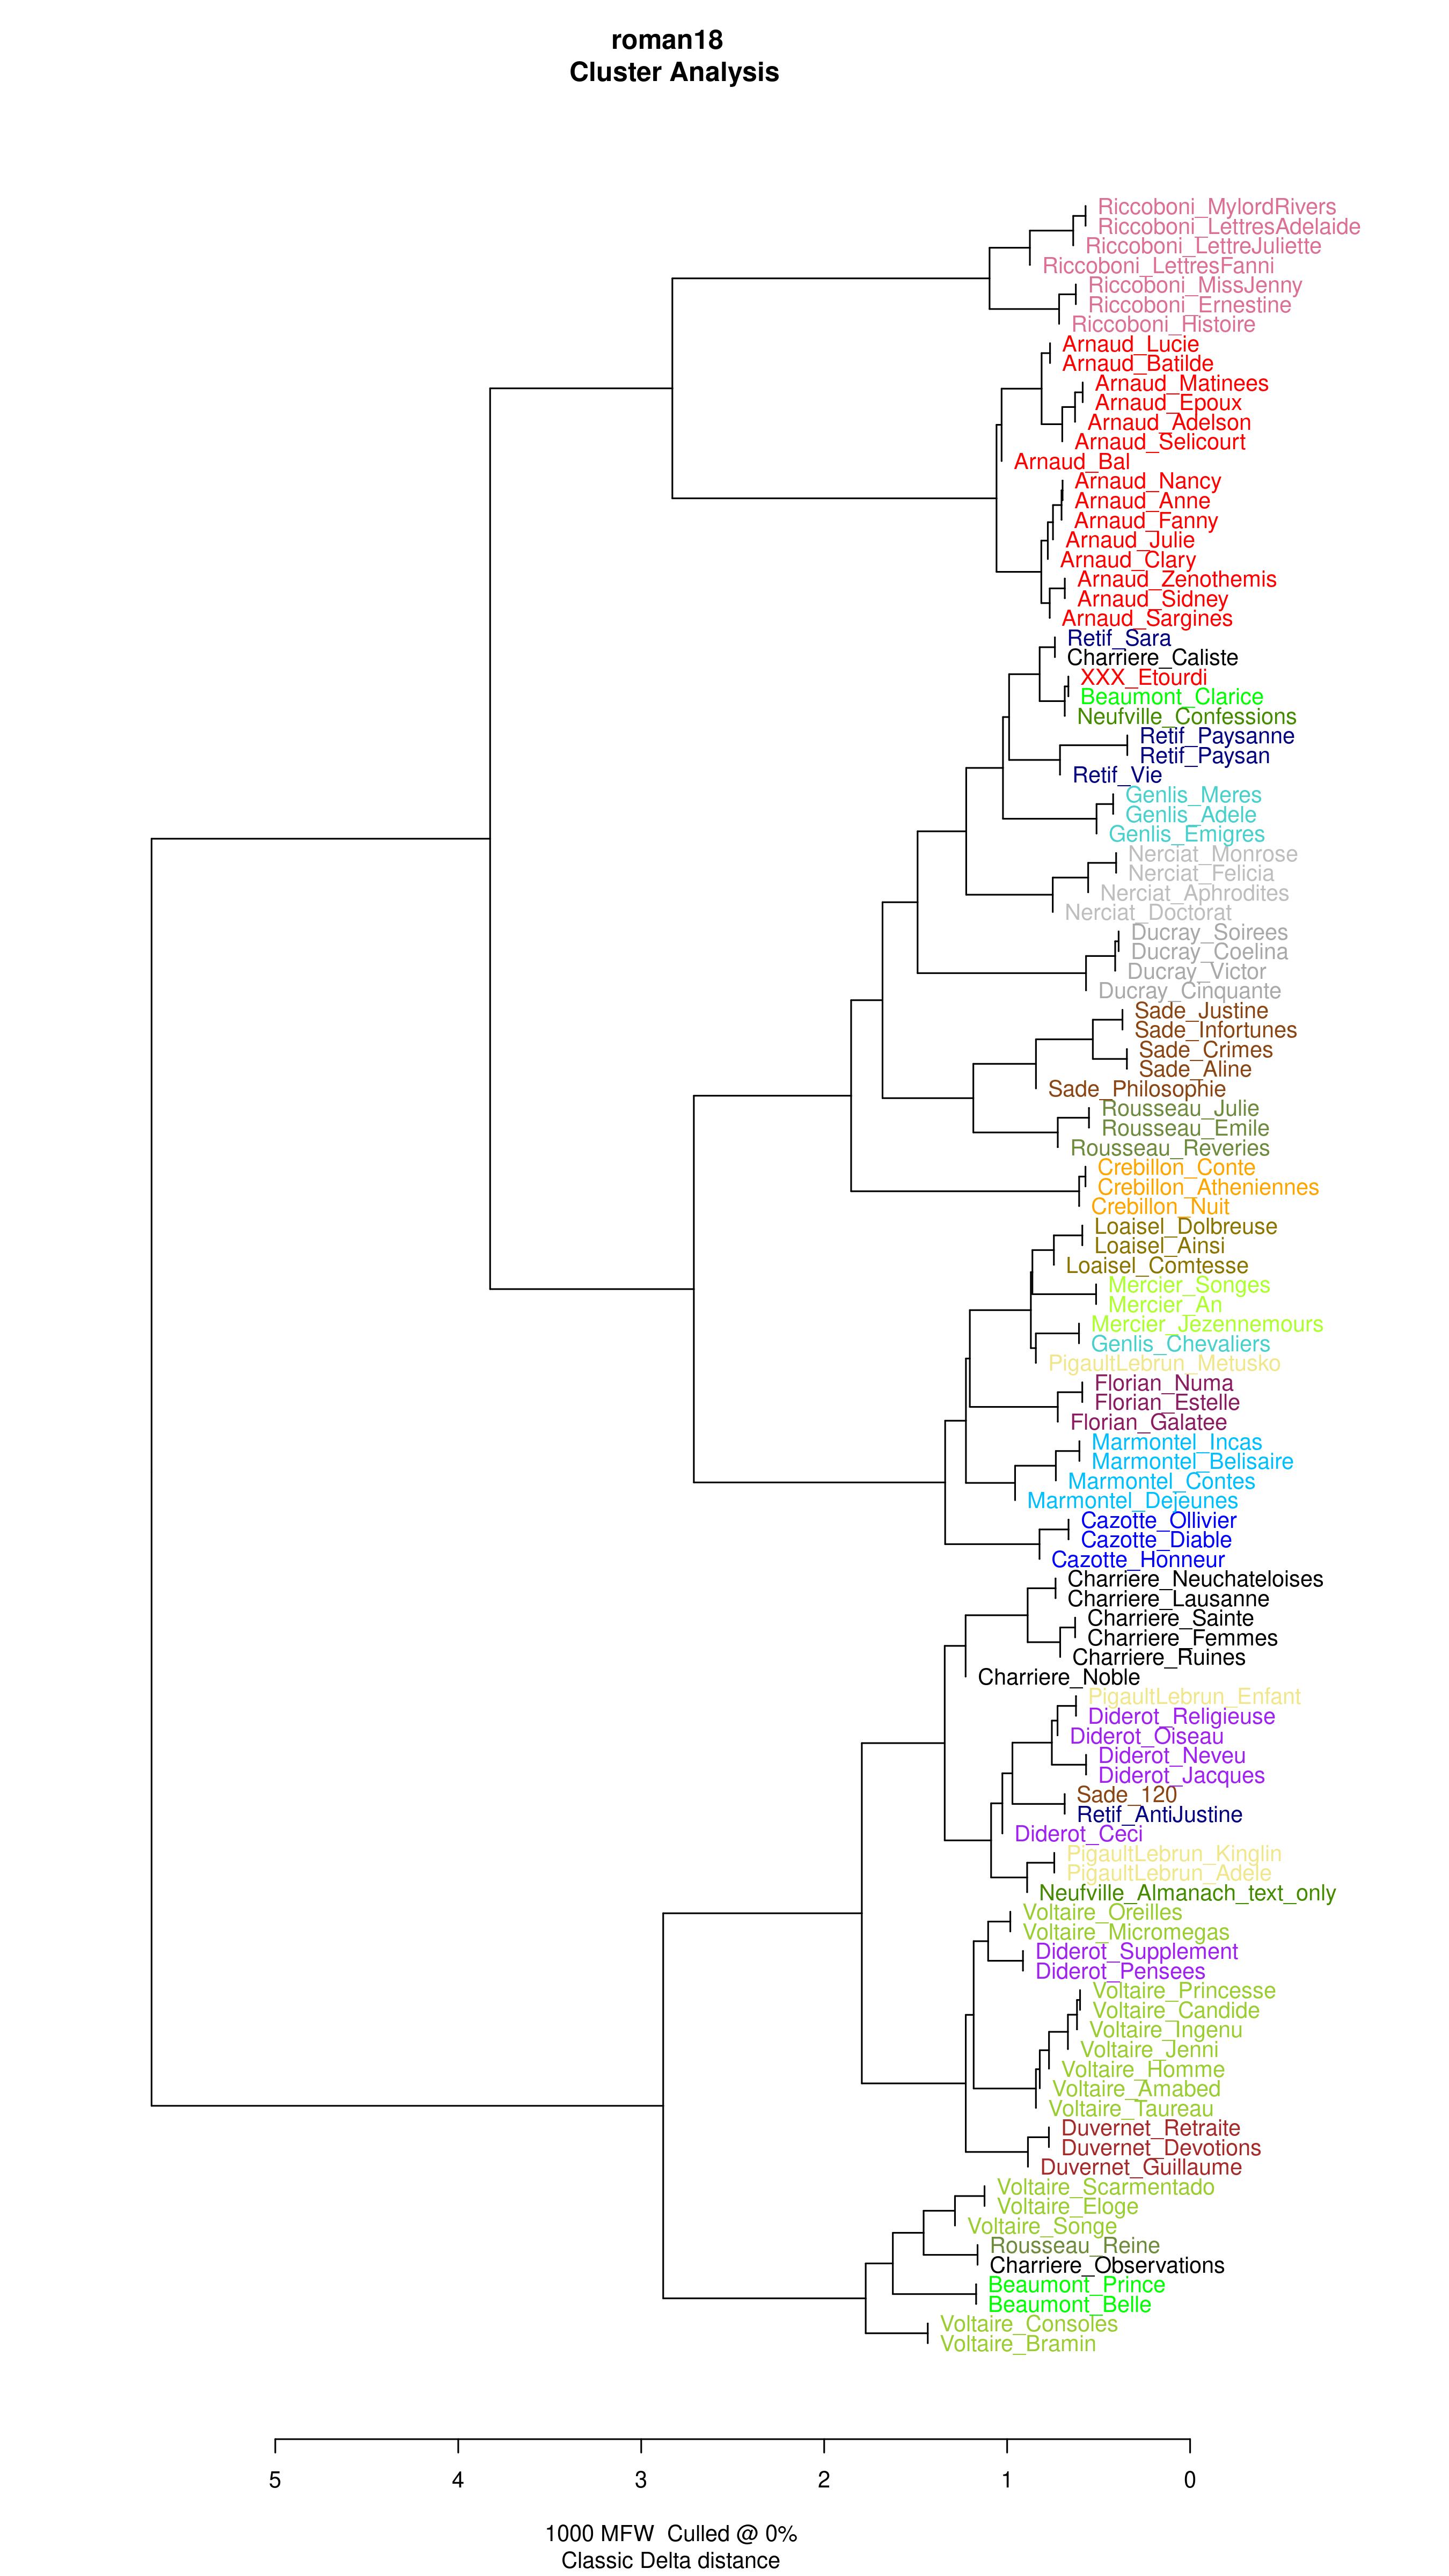 roman18
Cluster Analysis
Riccoboni_MylordRivers
Riccoboni_LettresAdelaide
Riccoboni_LettreJuliette
Riccoboni_LettresFanni
Riccoboni_MissJenny
Riccoboni_Ernestine
Riccoboni_Histoire
Arnaud_Lucie
Arnaud_Batilde
Arnaud_Matinees
Arnaud_Epoux
Arnaud_Adelson
Arnaud_Selicourt
Arnaud_Bal
Arnaud_Nancy
Arnaud_Anne
Arnaud_Fanny
Arnaud_Julie
Arnaud_Clary
Arnaud_Zenothemis
Arnaud_Sidney
Arnaud_Sargines
Retif_Sara
Charriere_Caliste
XXX_Etourdi
Beaumont_Clarice
Neufville_Confessions
Retif_Paysanne
Retif_Paysan
Retif_Vie
Genlis_Meres
Genlis_Adele
Genlis_Emigres
Nerciat_Monrose
Nerciat_Felicia
Nerciat_Aphrodites
Nerciat_Doctorat
Ducray_Soirees
Ducray_Coelina
Ducray_Victor
Ducray_Cinquante
Sade_Justine
Sade_Infortunes
Sade_Crimes
Sade_Aline
Sade_Philosophie
Rousseau_Julie
Rousseau_Emile
Rousseau_Reveries
Crebillon_Conte
Crebillon_Atheniennes
Crebillon_Nuit
Loaisel_Dolbreuse
Loaisel_Ainsi
Loaisel_Comtesse
Mercier_Songes
Mercier_An
Mercier_Jezennemours
Genlis_Chevaliers
PigaultLebrun_Metusko
Florian_Numa
Florian_Estelle
Florian_Galatee
Marmontel_Incas
Marmontel_Belisaire
Marmontel_Contes
Marmontel_Dejeunes
Cazotte_Ollivier
Cazotte_Diable
Cazotte_Honneur
Charriere_Neuchateloises
Charriere_Lausanne
Charriere_Sainte
Charriere_Femmes
Charriere_Ruines
Charriere_Noble
PigaultLebrun_Enfant
Diderot_Religieuse
Diderot_Oiseau
Diderot_Neveu
Diderot_Jacques
Sade_120
Retif_AntiJustine
Diderot_Ceci
PigaultLebrun_Kinglin
PigaultLebrun_Adele
Neufville_Almanach_text_only
Voltaire_Oreilles
Voltaire_Micromegas
Diderot_Supplement
Diderot_Pensees
Voltaire_Princesse
Voltaire_Candide
Voltaire_Ingenu
Voltaire_Jenni
Voltaire_Homme
Voltaire_Amabed
Voltaire_Taureau
Duvernet_Retraite
Duvernet_Devotions
Duvernet_Guillaume
Voltaire_Scarmentado
Voltaire_Eloge
Voltaire_Songe
Rousseau_Reine
Charriere_Observations
Beaumont_Prince
Beaumont_Belle
Voltaire_Consoles
Voltaire_Bramin
5 4 3 2 1 0
1000 MFW  Culled @ 0%
Classic Delta distance